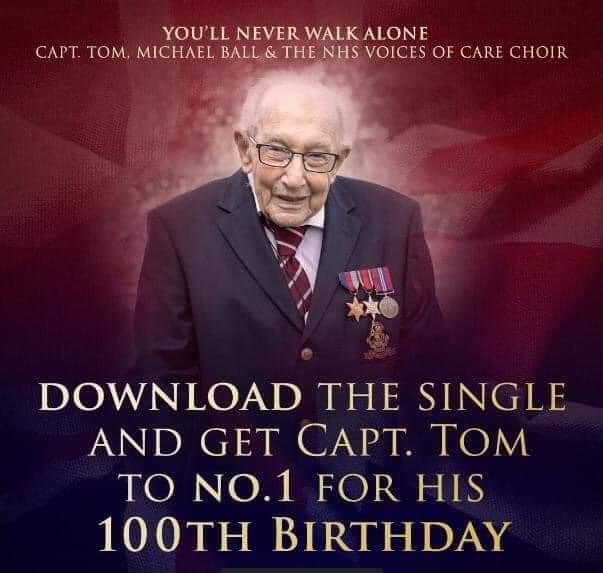 YOU'LL NEVER WALK ALONE
CAPT. TOM, MICHAEL BALL & THE NHS VOICES OF CARE CHOIR
DOWNLOAD THE SINGLE
AND GET CAPT. TOM
TO NO.1 FOR HIS
100TH BIRTHDAY